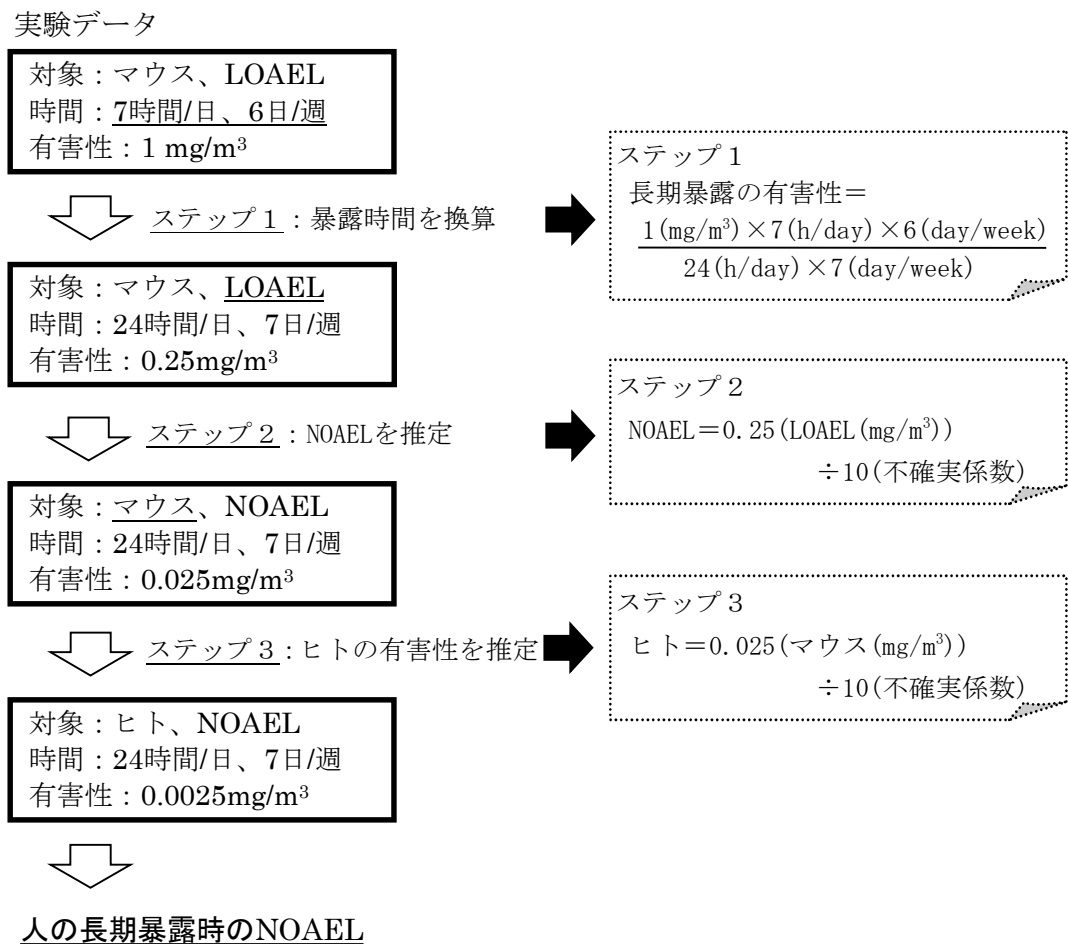 実験データ
対象：マウス、LOAEL
時間：7時間/日、6日/週
有害性：1 mg/m³
ステップ１：暴露時間を換算
ステップ１
長期暴露の有害性＝
1(mg/m³)×7(h/day)×6(day/week)
24(h/day)×7(day/week)
対象：マウス、LOAEL
時間：24時間/日、7日/週
有害性：0.25mg/m³
ステップ２：NOAELを推定
ステップ２
NOAEL＝0.25(LOAEL(mg/m³))
÷10(不確実係数)
対象：マウス、NOAEL
時間：24時間/日、7日/週
有害性：0.025mg/m³
ステップ３：ヒトの有害性を推定
ステップ３
ヒト＝0.025(マウス(mg/m³))
÷10(不確実係数)
対象：ヒト、NOAEL
時間：24時間/日、7日/週
有害性：0.0025mg/m³
人の長期暴露時のNOAEL